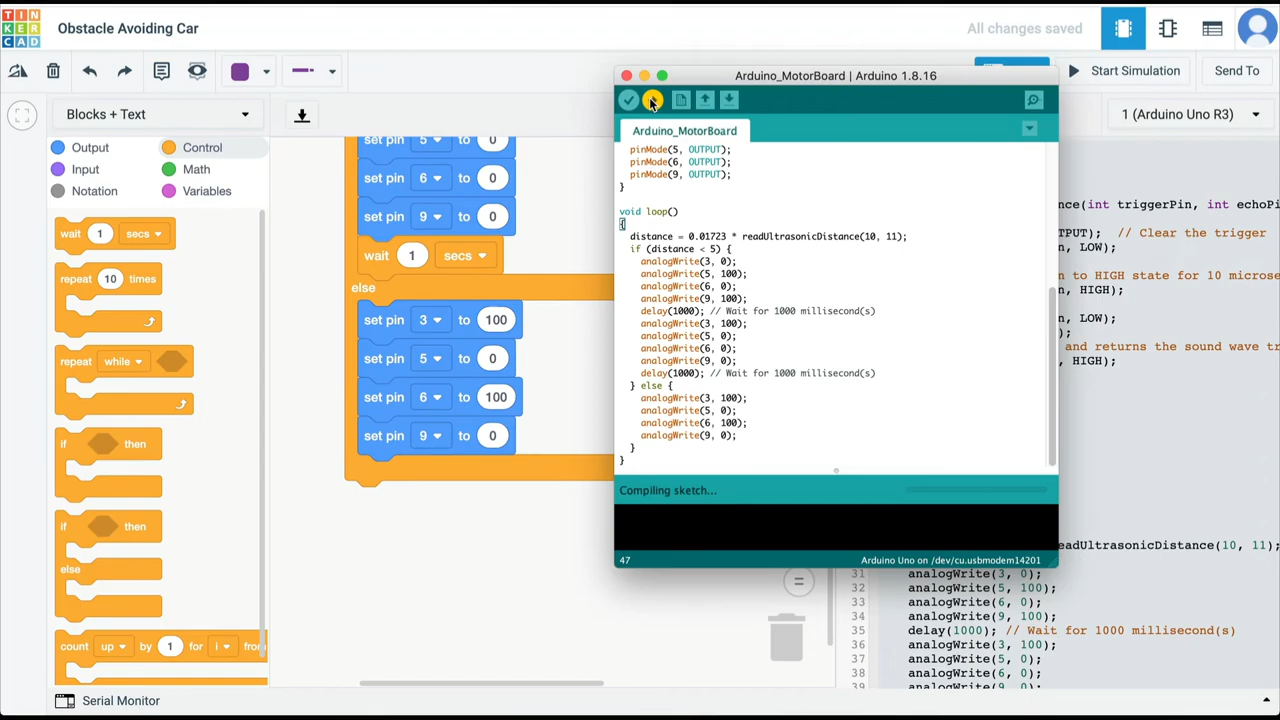 TIN
KER
CAD
Obstacle Avoiding Car
All changes saved
Start Simulation
Send To
Blocks + Text
1 (Arduino Uno R3)
Output
Control
Input
Math
Notation
Variables
wait 1 secs
repeat 10 times
repeat while
if then
if then
else
count up by 1 for i from
set pin 5 to 0
set pin 6 to 0
set pin 9 to 0
wait 1 secs
else
set pin 3 to 100
set pin 5 to 0
set pin 6 to 100
set pin 9 to 0
Arduino_MotorBoard | Arduino 1.8.16
Arduino_MotorBoard
pinMode(5, OUTPUT);
pinMode(6, OUTPUT);
pinMode(9, OUTPUT);
}
void loop()
{
distance = 0.01723 * readUltrasonicDistance(10, 11);
if (distance < 5) {
analogWrite(3, 0);
analogWrite(5, 100);
analogWrite(6, 0);
analogWrite(9, 100);
delay(1000); // Wait for 1000 millisecond(s)
analogWrite(3, 100);
analogWrite(5, 0);
analogWrite(6, 0);
analogWrite(9, 0);
delay(1000); // Wait for 1000 millisecond(s)
} else {
analogWrite(3, 100);
analogWrite(5, 0);
analogWrite(6, 100);
analogWrite(9, 0);
}
}
Compiling sketch...
47
Arduino Uno on /dev/cu.usbmodem14201
nce(int triggerPin, int echoPi
TPUT); // Clear the trigger
n, LOW);
n to HIGH state for 10 microse
n, HIGH);
n, LOW);
);
and returns the sound wave tr
, HIGH);
eadUltrasonicDistance(10, 11);
31 analogWrite(3, 0);
32 analogWrite(5, 100);
33 analogWrite(6, 0);
34 analogWrite(9, 100);
35 delay(1000); // Wait for 1000 millisecond(s)
36 analogWrite(3, 100);
37 analogWrite(5, 0);
38 analogWrite(6, 0);
39 analogWrite(9, 0);
Serial Monitor